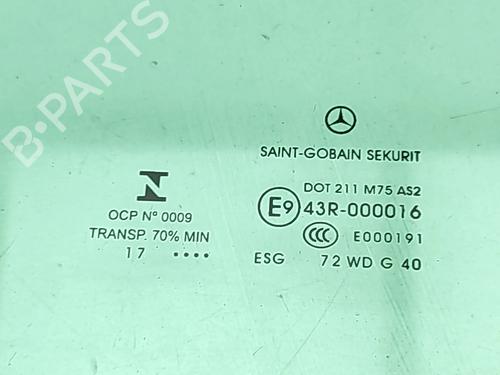 B-PARTS
SAINT-GOBAIN SEKURIT
DOT 211 M75 AS2
E9 43R-000016
CCC E000191
ESG 72 WD G 40
N
OCP Nº 0009
TRANSP. 70% MIN
17 ....